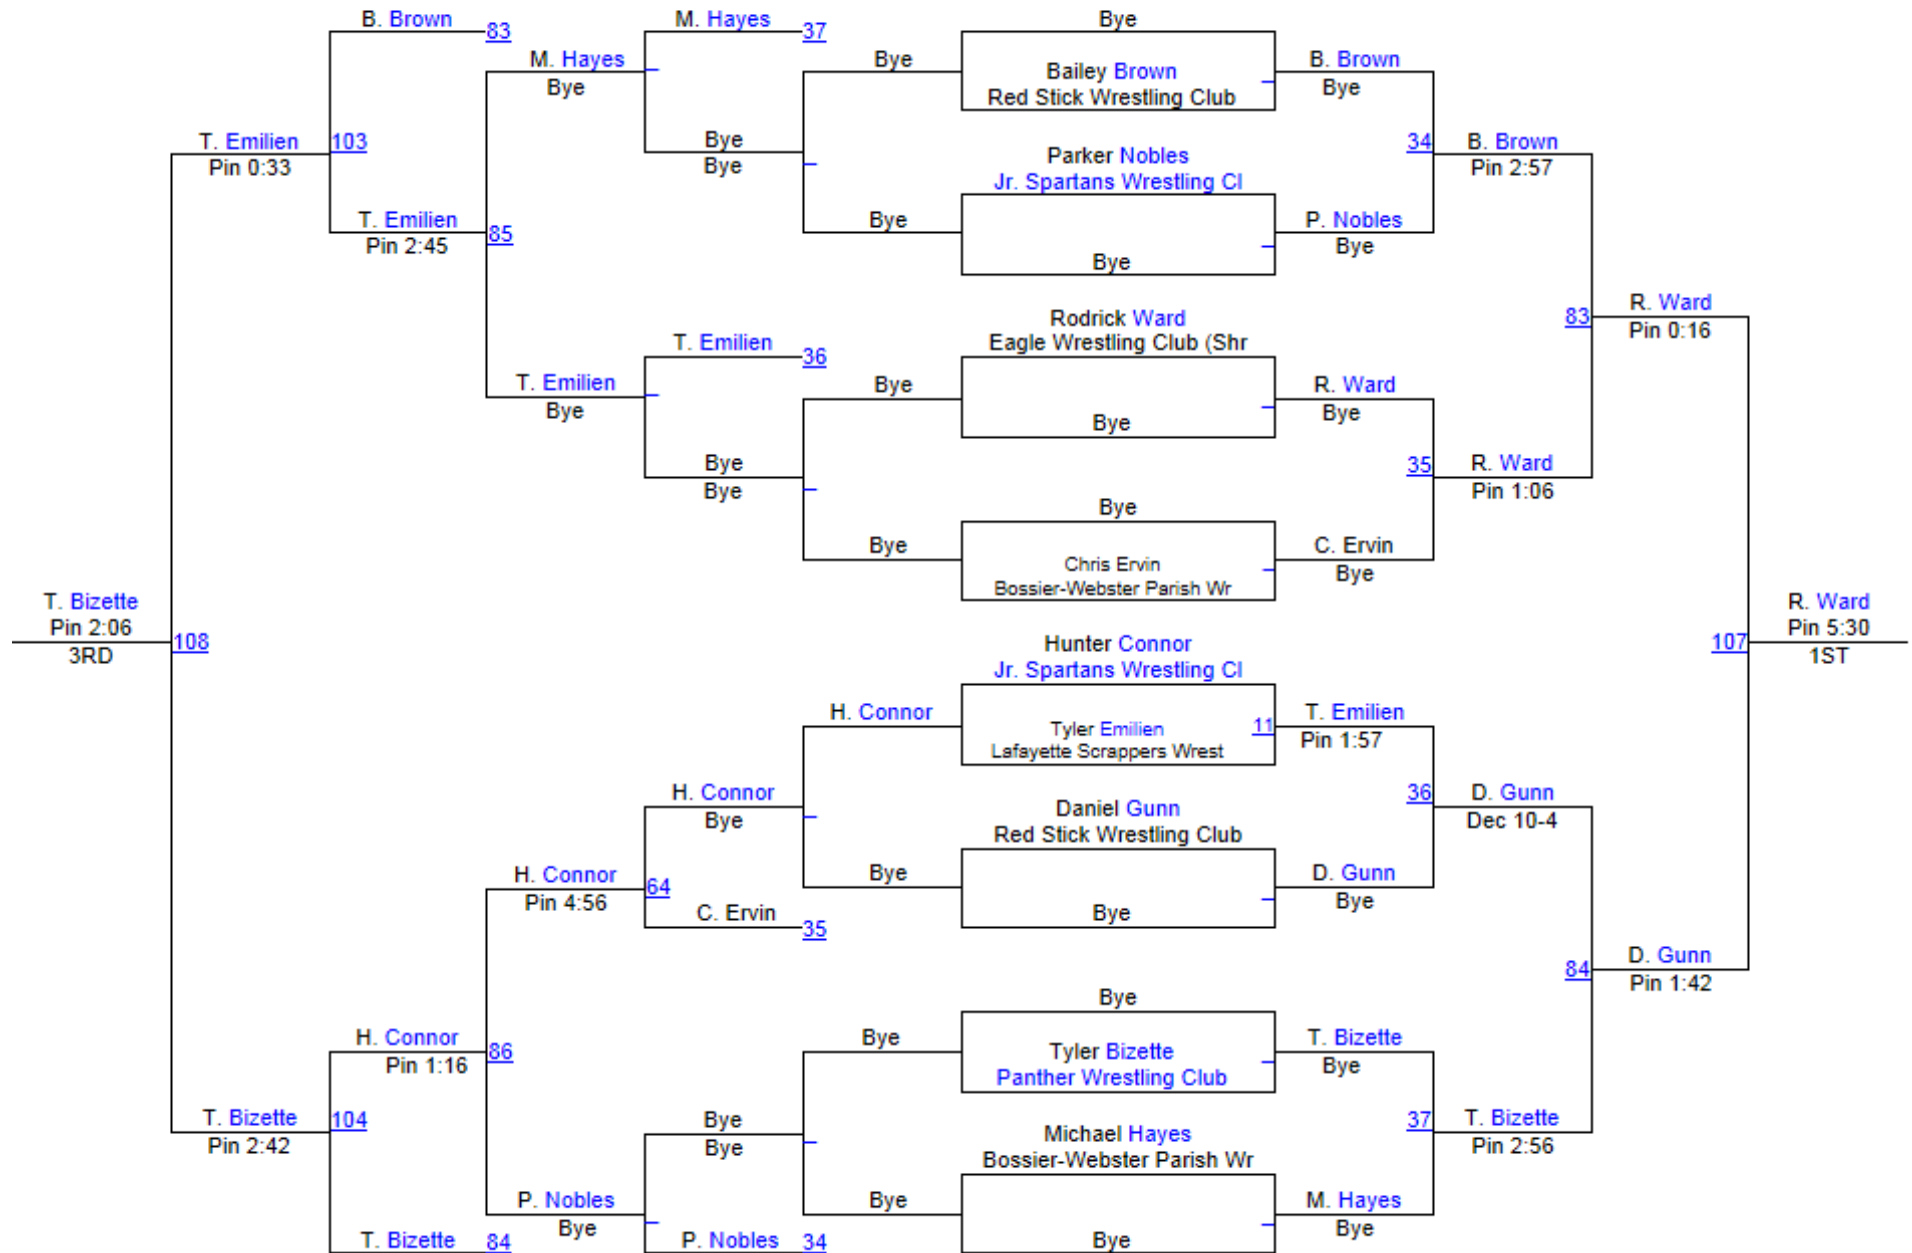 B. Brown
83
M. Hayes
37
Bye
M. Hayes
Bye
Bye
Bailey Brown
Red Stick Wrestling Club
B. Brown
Bye
T. Emilien
Pin 0:33
103
Bye
Bye
Parker Nobles
Jr. Spartans Wrestling Cl
34
B. Brown
Pin 2:57
T. Emilien
Pin 2:45
85
Bye
Bye
P. Nobles
Bye
Rodrick Ward
Eagle Wrestling Club (Shr
83
R. Ward
Pin 0:16
T. Emilien
36
T. Emilien
Bye
Bye
Bye
R. Ward
Bye
Bye
Bye
35
R. Ward
Pin 1:06
Bye
Bye
Chris Ervin
Bossier-Webster Parish Wr
C. Ervin
Bye
T. Bizette
Pin 2:06
3RD
108
R. Ward
Pin 5:30
1ST
107
Hunter Connor
Jr. Spartans Wrestling Cl
H. Connor
Tyler Emilien
Lafayette Scrappers Wrest
11
T. Emilien
Pin 1:57
H. Connor
Bye
Daniel Gunn
Red Stick Wrestling Club
36
D. Gunn
Dec 10-4
H. Connor
Pin 4:56
64
Bye
Bye
D. Gunn
Bye
C. Ervin
35
84
D. Gunn
Pin 1:42
Bye
H. Connor
Pin 1:16
86
Bye
Tyler Bizette
Panther Wrestling Club
T. Bizette
Bye
T. Bizette
Pin 2:42
104
Bye
Bye
Michael Hayes
Bossier-Webster Parish Wr
37
T. Bizette
Pin 2:56
P. Nobles
Bye
Bye
Bye
M. Hayes
Bye
T. Bizette
84
P. Nobles
34